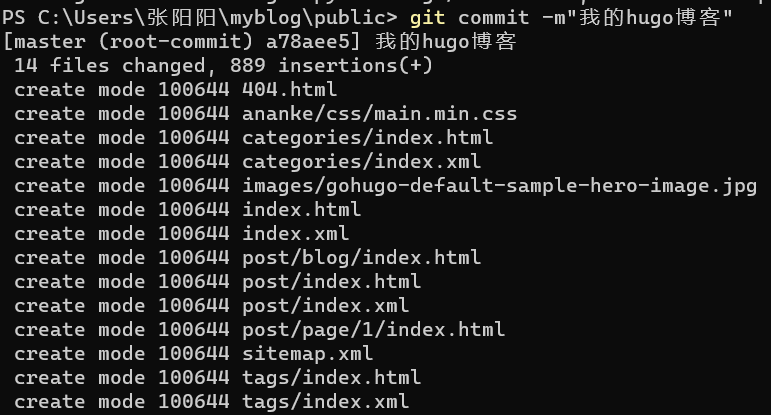 PS C:\Users\张阳阳\myblog\public> git commit -m"我的hugo博客"
[master (root-commit) a78aee5] 我的hugo博客
 14 files changed, 889 insertions(+)
 create mode 100644 404.html
 create mode 100644 ananke/css/main.min.css
 create mode 100644 categories/index.html
 create mode 100644 categories/index.xml
 create mode 100644 images/gohugo-default-sample-hero-image.jpg
 create mode 100644 index.html
 create mode 100644 index.xml
 create mode 100644 post/blog/index.html
 create mode 100644 post/index.html
 create mode 100644 post/index.xml
 create mode 100644 post/page/1/index.html
 create mode 100644 sitemap.xml
 create mode 100644 tags/index.html
 create mode 100644 tags/index.xml